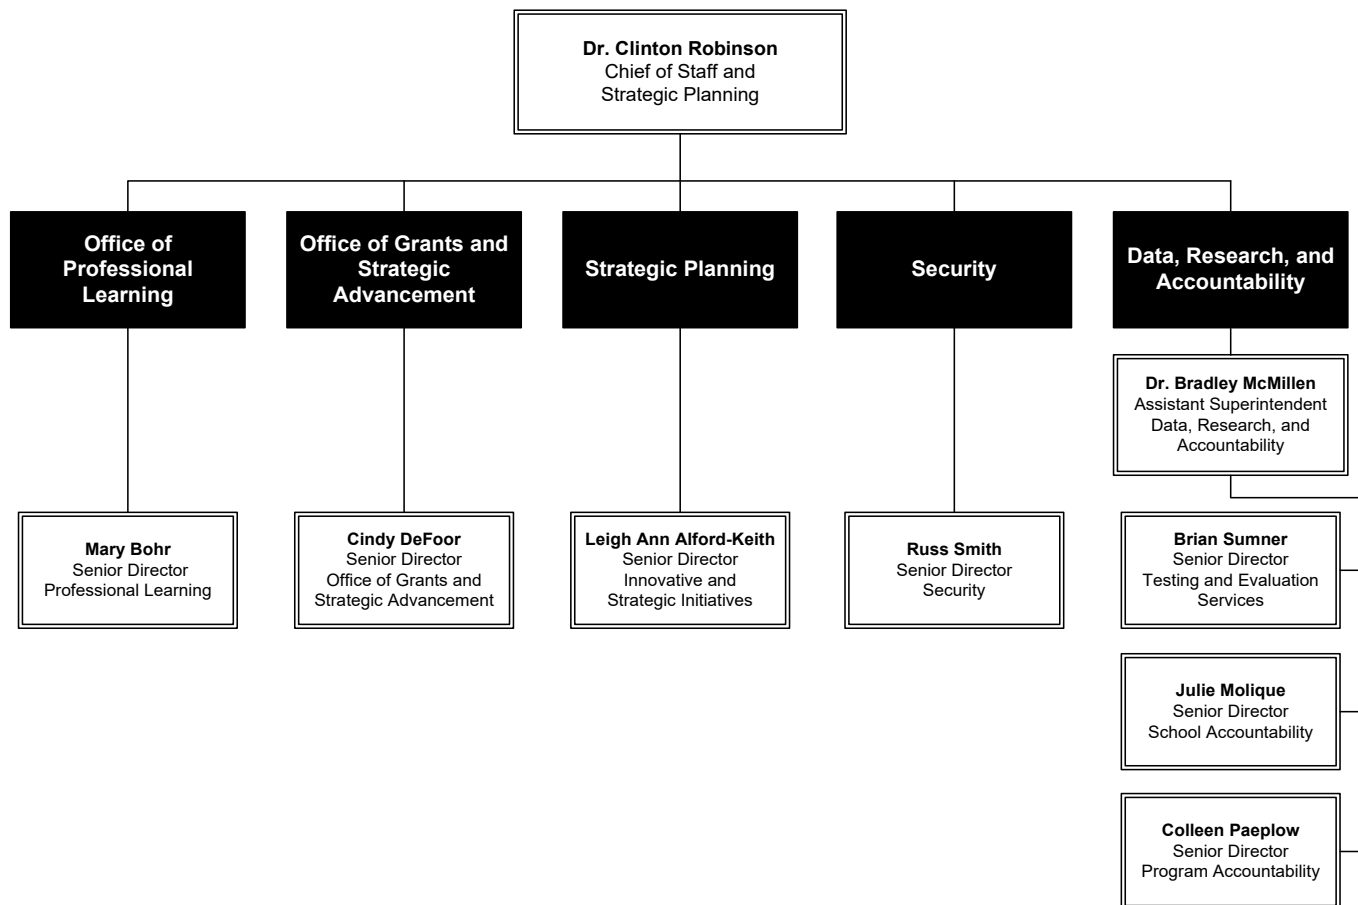 Dr. Clinton Robinson
Chief of Staff and
Strategic Planning
Office of
Professional
Learning
Office of Grants and
Strategic
Advancement
Strategic Planning
Security
Data, Research, and
Accountability
Dr. Bradley McMillen
Assistant Superintendent
Data, Research, and
Accountability
Mary Bohr
Senior Director
Professional Learning
Cindy DeFoor
Senior Director
Office of Grants and
Strategic Advancement
Leigh Ann Alford-Keith
Senior Director
Innovative and
Strategic Initiatives
Russ Smith
Senior Director
Security
Brian Sumner
Senior Director
Testing and Evaluation
Services
Julie Molique
Senior Director
School Accountability
Colleen Paeplow
Senior Director
Program Accountability